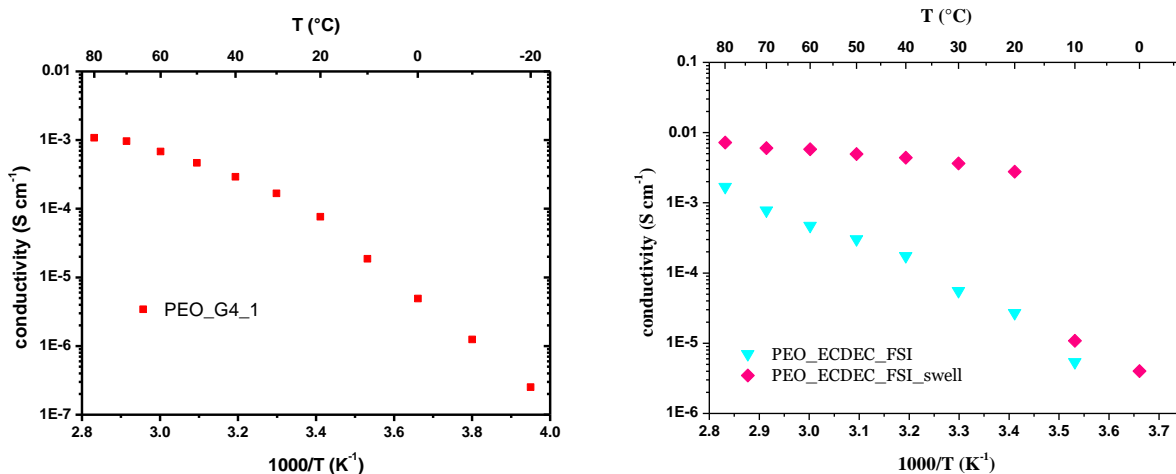 T (°C)
80 60 50 40 30 20 0 -20
0.01
1E-3
1E-4
1E-5
1E-6
1E-7
conductivity (S cm-1)
PEO_G4_1
2.8 3.0 3.2 3.4 3.6 3.8 4.0
1000/T (K-1)
T (°C)
80 70 60 50 40 30 20 10 0
0.1
0.01
1E-3
1E-4
1E-5
1E-6
conductivity (S cm-1)
PEO_ECDEC_FSI
PEO_ECDEC_FSI_swell
2.8 2.9 3.0 3.1 3.2 3.3 3.4 3.5 3.6 3.7
1000/T (K-1)